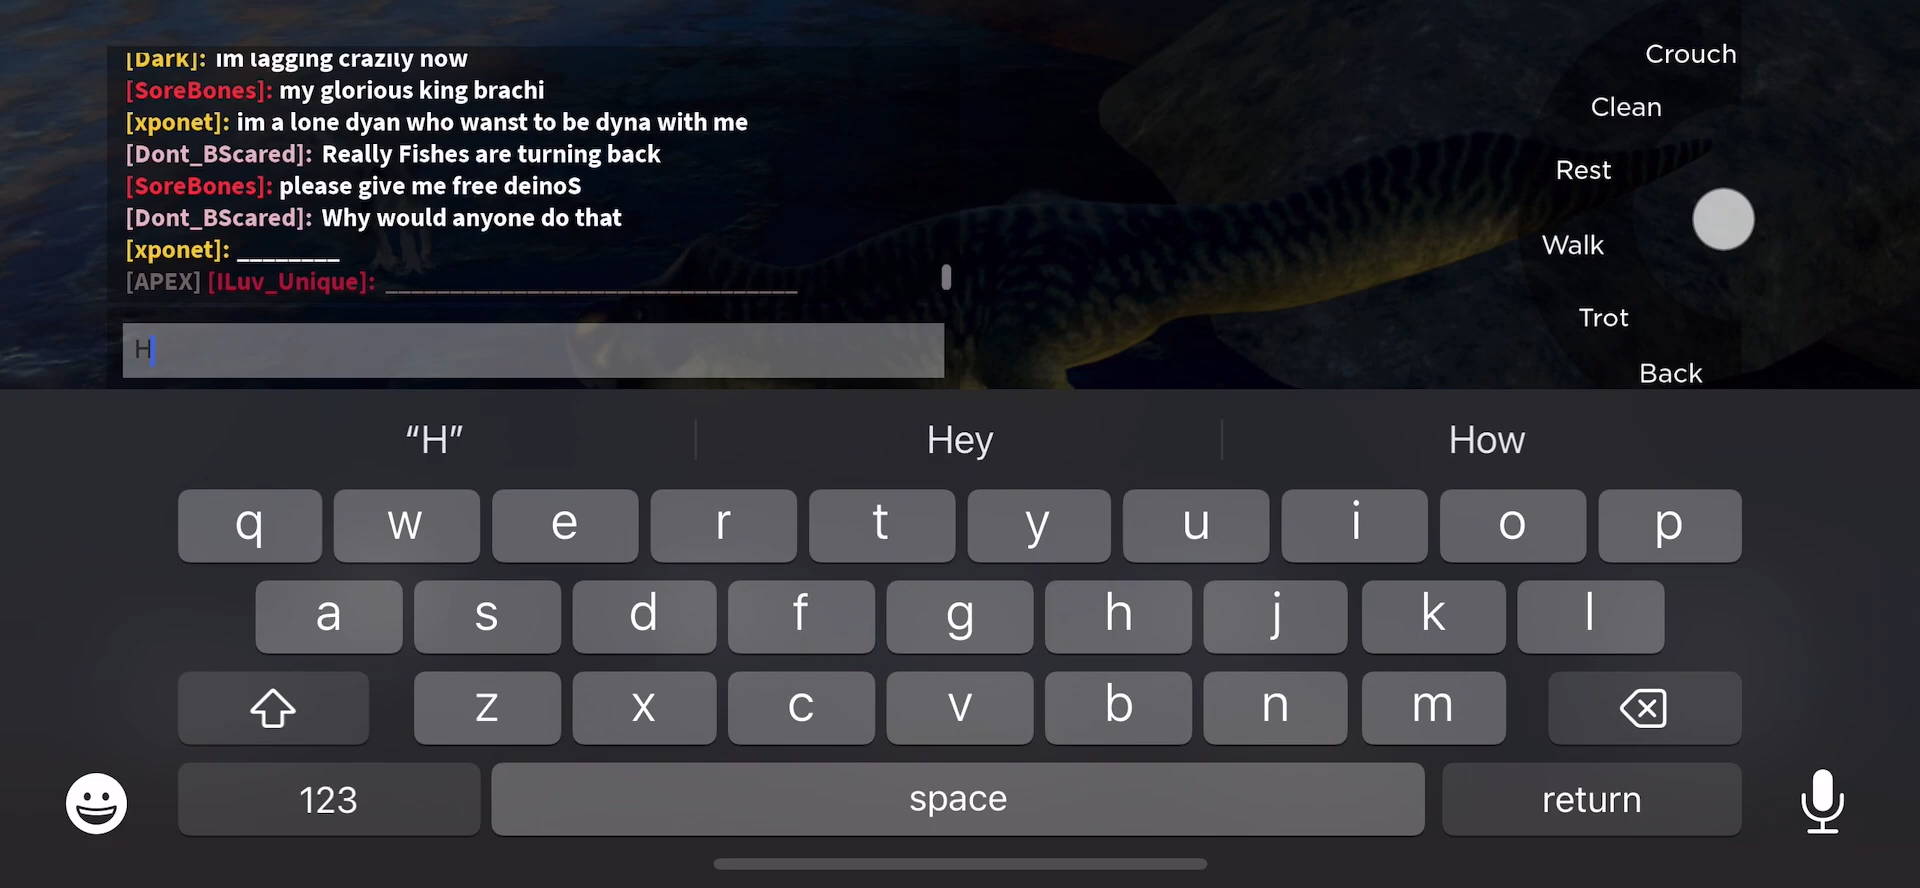 [Dark]: im lagging crazily now
[SoreBones]: my glorious king brachi
[xponet]: im a lone dyan who wanst to be dyna with me
[Dont_BScared]: Really Fishes are turning back
[SoreBones]: please give me free deinoS
[Dont_BScared]: Why would anyone do that
[xponet]: ________
[APEX] [ILuv_Unique]: ________________________________
H
Crouch
Clean
Rest
Walk
Trot
Back
“H” Hey How
q w e r t y u i o p
a s d f g h j k l
z x c v b n m
123 space return